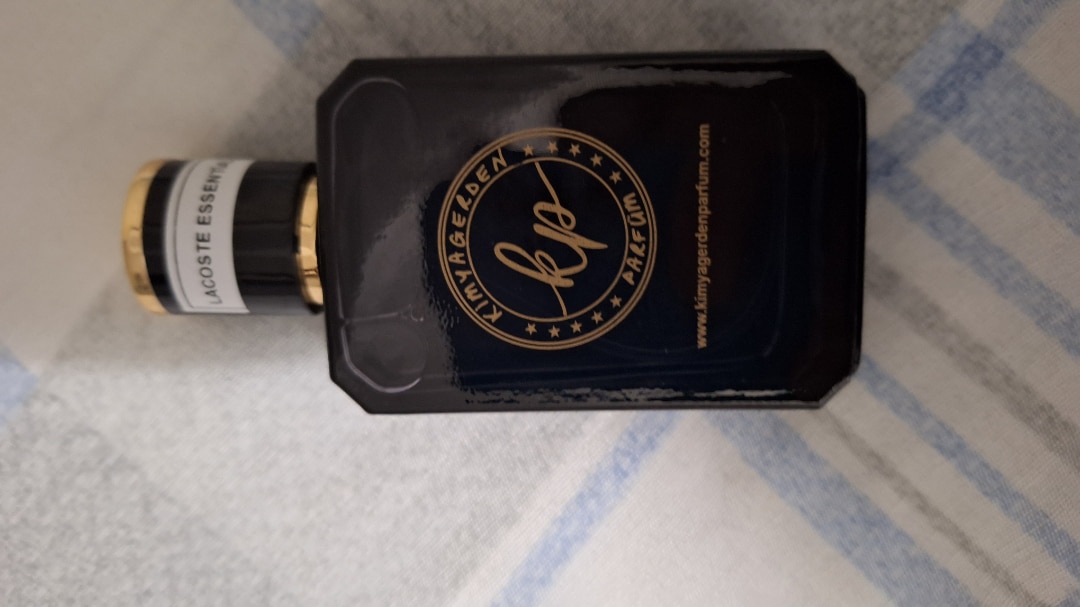 LACOSTE ESSENTIAL
KIMYAGERDEN
kp
PARFÜM
www.kimyagerdenparfum.com